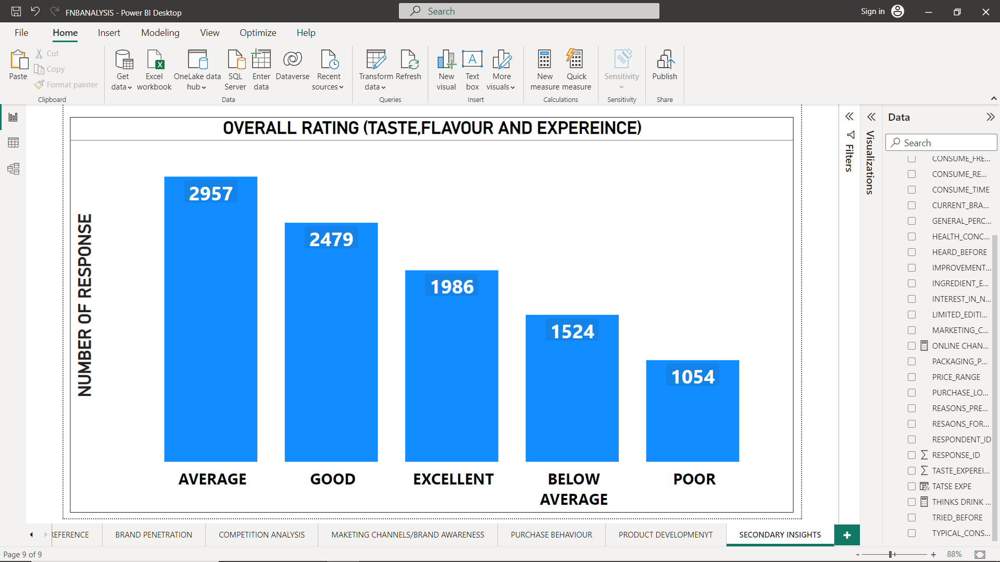 FNBANALYSIS - Power BI Desktop
Search
Sign in
File Home Insert Modeling View Optimize Help
Paste
Cut
Copy
Format painter
Clipboard
Get data
Excel workbook
OneLake data hub
SQL Server
Enter data
Dataverse
Recent sources
Data
Transform data
Refresh
Queries
New visual
Text box
More visuals
Insert
New measure
Quick measure
Calculations
Sensitivity
Sensitivity
Publish
Share
OVERALL RATING (TASTE,FLAVOUR AND EXPEREINCE)
NUMBER OF RESPONSE
2957
2479
1986
1524
1054
AVERAGE
GOOD
EXCELLENT
BELOW
AVERAGE
POOR
Filters
Visualizations
Data
Search
CONSUME_FRE...
CONSUME_RE...
CONSUME_TIME
CURRENT_BRA...
GENERAL_PERC...
HEALTH_CONC...
HEARD_BEFORE
IMPROVEMENT...
INGREDIENT_E...
INTEREST_IN_N...
LIMITED_EDITI...
MARKETING_C...
ONLINE CHAN...
PACKAGING_P...
PRICE_RANGE
PURCHASE_LO...
REASONS_PRE...
RESAONS_FOR...
RESPONDENT_ID
RESPONSE_ID
TASTE_EXPEREI...
TATSE EXPE
THINKS DRINK ...
TRIED_BEFORE
TYPICAL_CONS...
REFERENCE
BRAND PENETRATION
COMPETITION ANALYSIS
MAKETING CHANNELS/BRAND AWARENESS
PURCHASE BEHAVIOUR
PRODUCT DEVELOPMENYT
SECONDARY INSIGHTS
+
Page 9 of 9
- + 88%